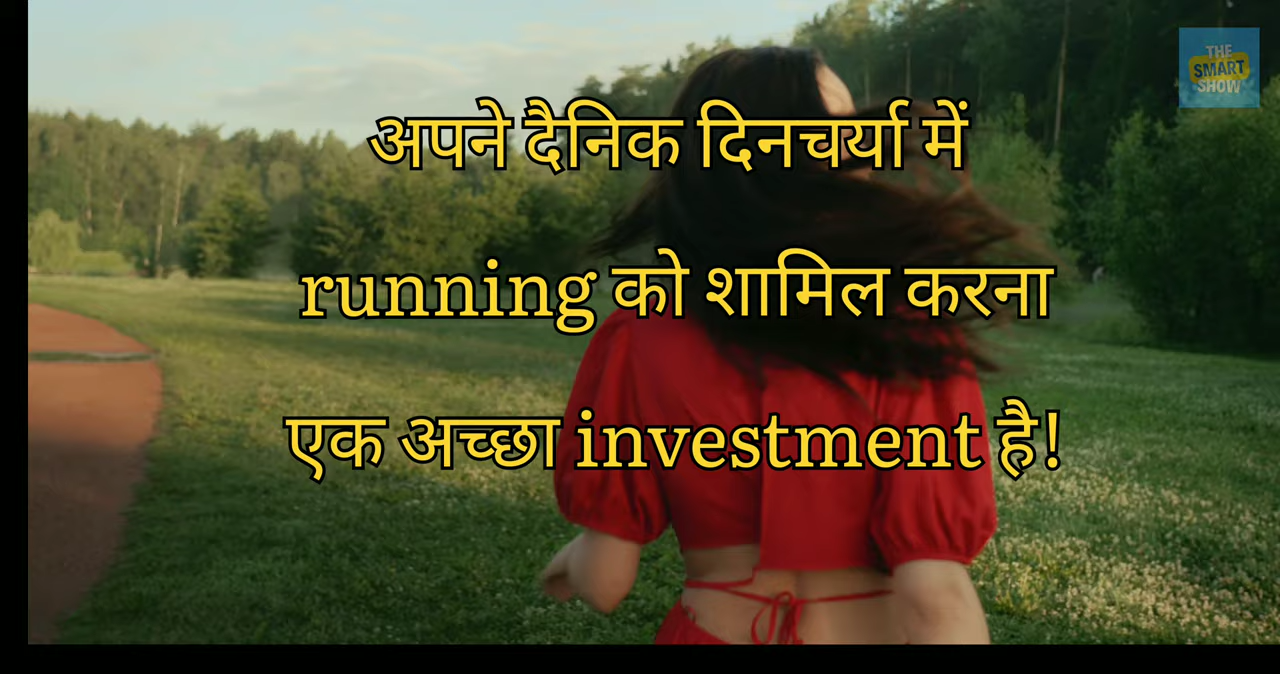 THE
SMART
SHOW
अपने दैनिक दिनचर्या में
running को शामिल करना
एक अच्छा investment है!